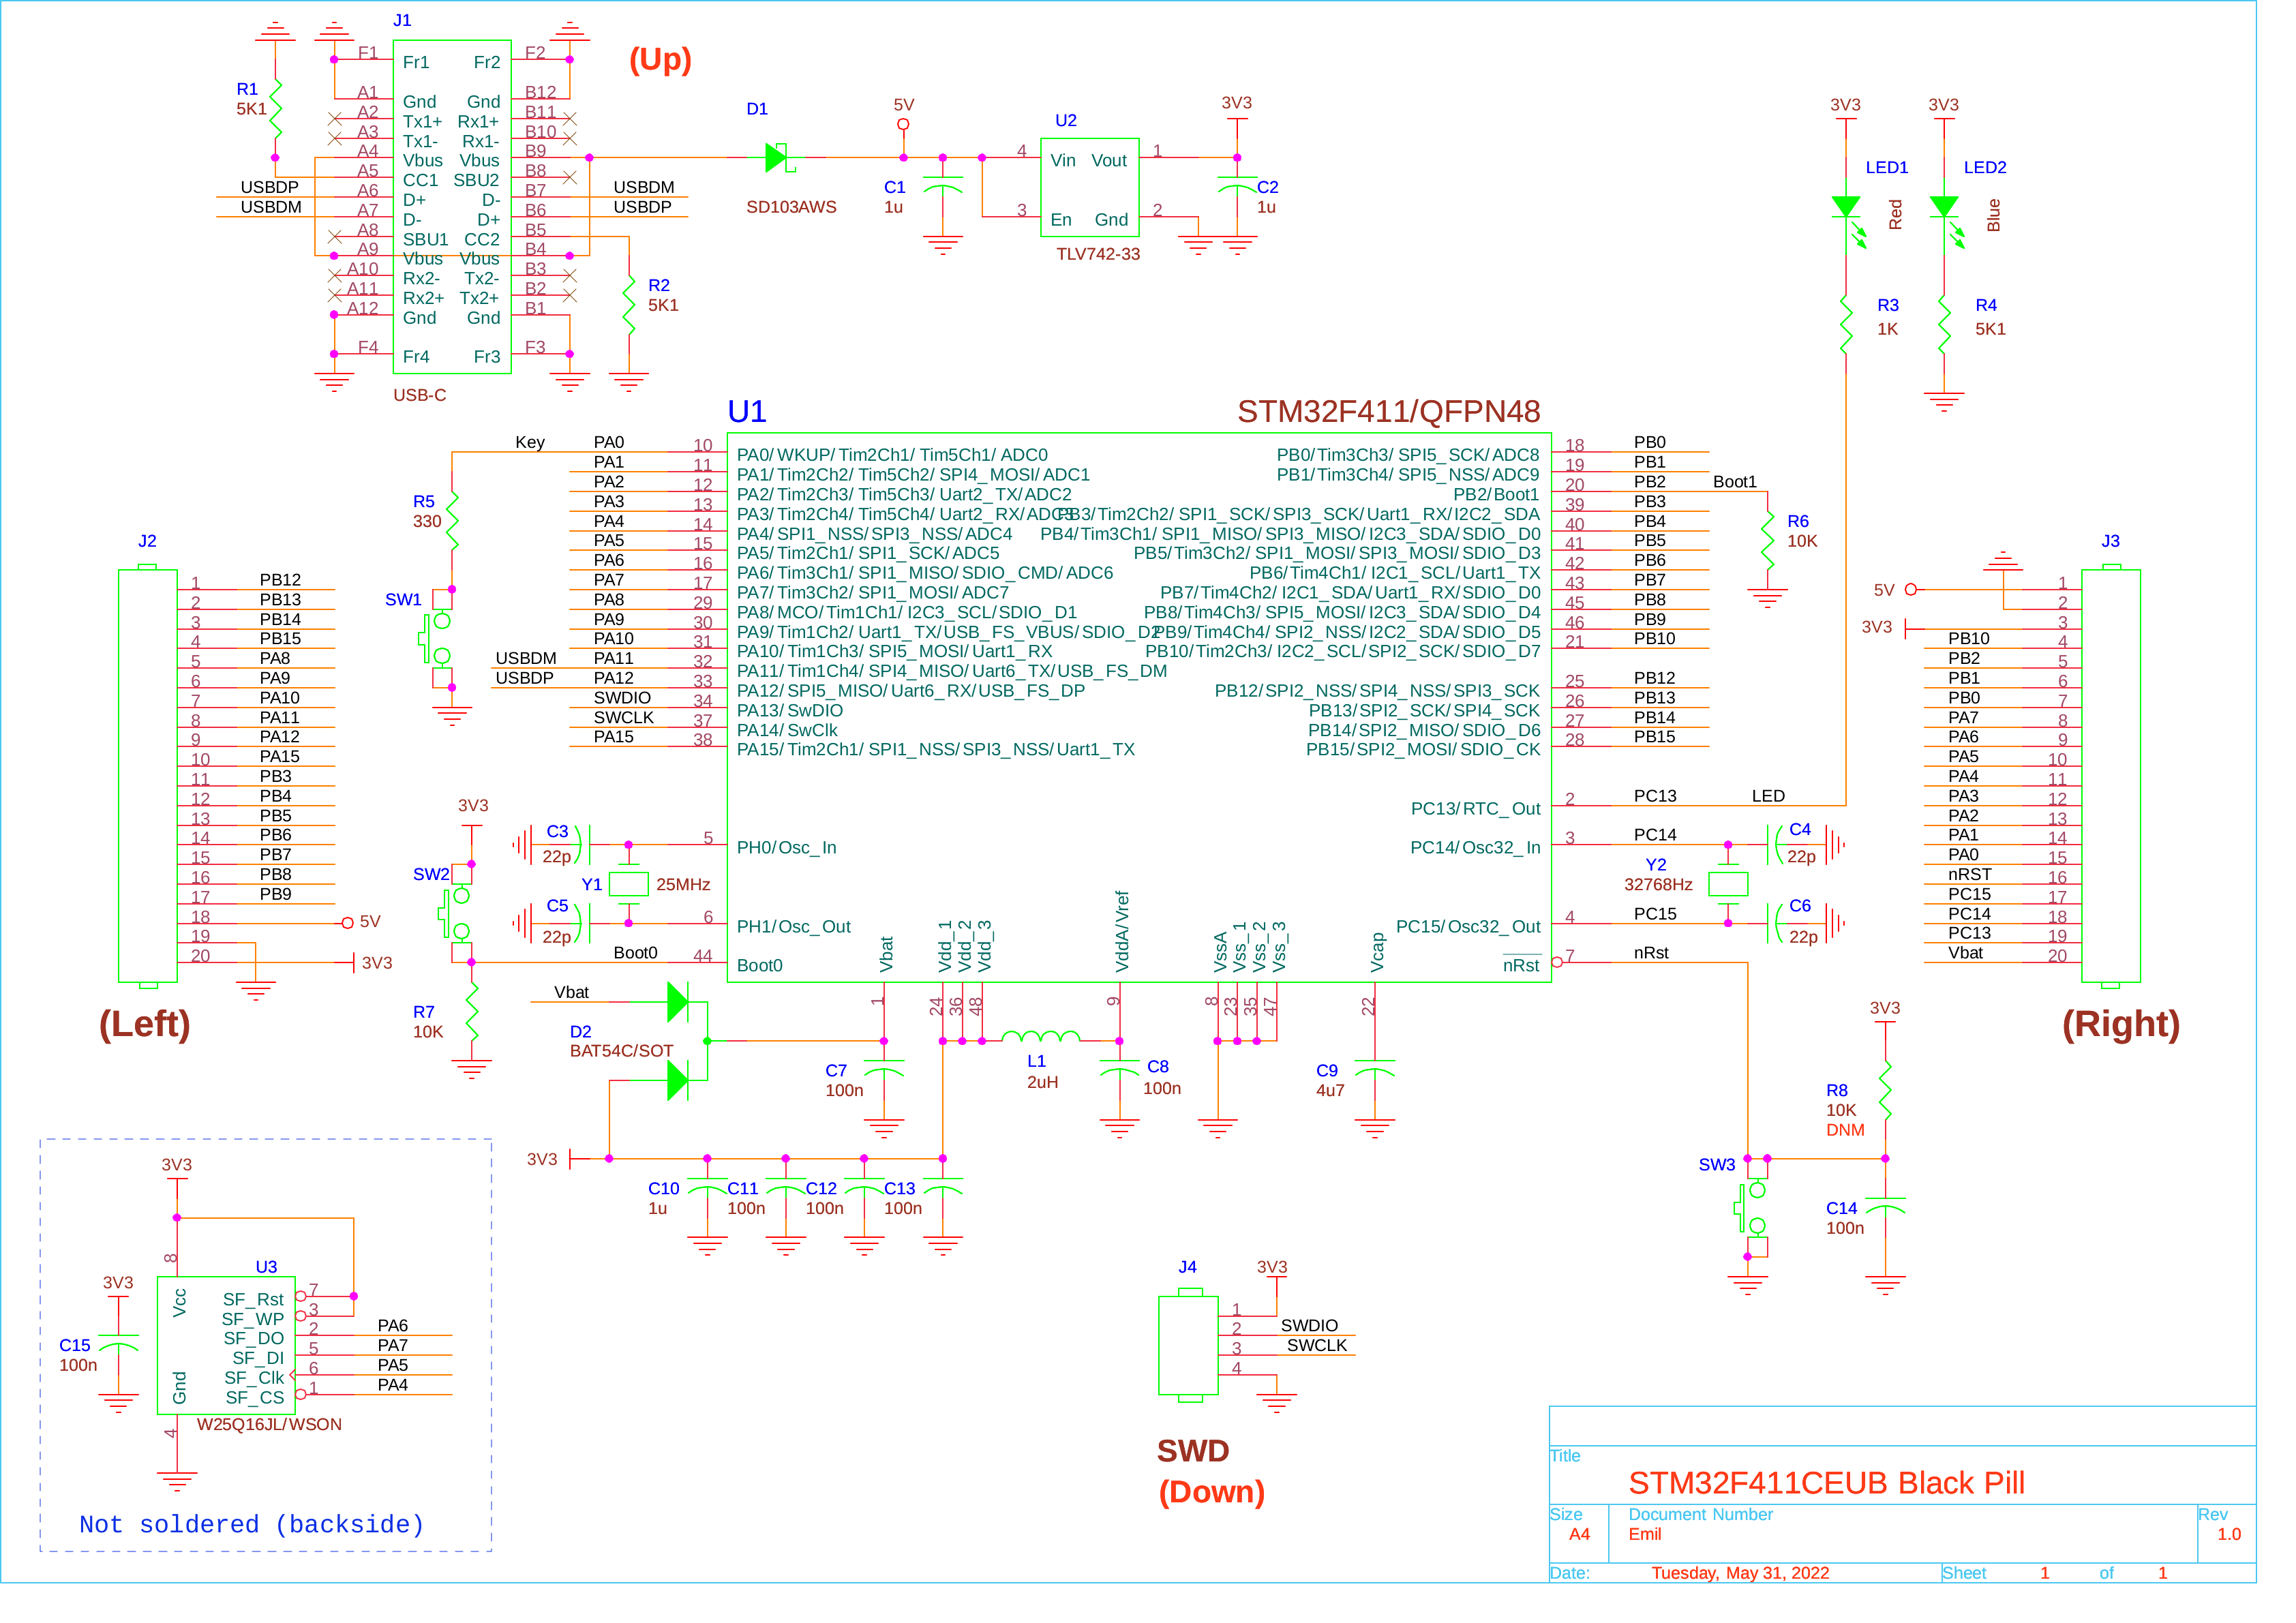 J1
(Up)
F1 Fr1 Fr2 F2
R1
5K1
A1 Gnd Gnd B12
A2 Tx1+ Rx1+ B11
A3 Tx1- Rx1- B10
A4 Vbus Vbus B9
A5 CC1 SBU2 B8
USBDP A6 D+ D- B7 USBDM
USBDM A7 D- D+ B6 USBDP
A8 SBU1 CC2 B5
A9 Vbus Vbus B4
A10 Rx2- Tx2- B3
A11 Rx2+ Tx2+ B2
A12 Gnd Gnd B1
F4 Fr4 Fr3 F3
USB-C
R2
5K1
D1
SD103AWS
5V
C1
1u
U2
4 Vin Vout 1
3 En Gnd 2
TLV742-33
3V3
C2
1u
3V3 3V3
LED1 LED2
Red Blue
R3 R4
1K 5K1
U1 STM32F411/QFPN48
Key PA0 10 PA0/WKUP/Tim2Ch1/Tim5Ch1/ADC0
PA1 11 PA1/Tim2Ch2/Tim5Ch2/SPI4_MOSI/ADC1
PA2 12 PA2/Tim2Ch3/Tim5Ch3/Uart2_TX/ADC2
PA3 13 PA3/Tim2Ch4/Tim5Ch4/Uart2_RX/ADC3
PA4 14 PA4/SPI1_NSS/SPI3_NSS/ADC4
PA5 15 PA5/Tim2Ch1/SPI1_SCK/ADC5
PA6 16 PA6/Tim3Ch1/SPI1_MISO/SDIO_CMD/ADC6
PA7 17 PA7/Tim3Ch2/SPI1_MOSI/ADC7
PA8 29 PA8/MCO/Tim1Ch1/I2C3_SCL/SDIO_D1
PA9 30 PA9/Tim1Ch2/Uart1_TX/USB_FS_VBUS/SDIO_D2
PA10 31 PA10/Tim1Ch3/SPI5_MOSI/Uart1_RX
USBDM PA11 32 PA11/Tim1Ch4/SPI4_MISO/Uart6_TX/USB_FS_DM
USBDP PA12 33 PA12/SPI5_MISO/Uart6_RX/USB_FS_DP
SWDIO 34 PA13/SwDIO
SWCLK 37 PA14/SwClk
PA15 38 PA15/Tim2Ch1/SPI1_NSS/SPI3_NSS/Uart1_TX
PB0/Tim3Ch3/SPI5_SCK/ADC8 18 PB0
PB1/Tim3Ch4/SPI5_NSS/ADC9 19 PB1
PB2/Boot1 20 PB2 Boot1
PB3/Tim2Ch2/SPI1_SCK/SPI3_SCK/Uart1_RX/I2C2_SDA 39 PB3
PB4/Tim3Ch1/SPI1_MISO/SPI3_MISO/I2C3_SDA/SDIO_D0 40 PB4
PB5/Tim3Ch2/SPI1_MOSI/SPI3_MOSI/SDIO_D3 41 PB5
PB6/Tim4Ch1/I2C1_SCL/Uart1_TX 42 PB6
PB7/Tim4Ch2/I2C1_SDA/Uart1_RX/SDIO_D0 43 PB7
PB8/Tim4Ch3/SPI5_MOSI/I2C3_SDA/SDIO_D4 45 PB8
PB9/Tim4Ch4/SPI2_NSS/I2C2_SDA/SDIO_D5 46 PB9
PB10/Tim2Ch3/I2C2_SCL/SPI2_SCK/SDIO_D7 21 PB10
PB12/SPI2_NSS/SPI4_NSS/SPI3_SCK 25 PB12
PB13/SPI2_SCK/SPI4_SCK 26 PB13
PB14/SPI2_MISO/SDIO_D6 27 PB14
PB15/SPI2_MOSI/SDIO_CK 28 PB15
PC13/RTC_Out 2 PC13 LED
PC14/Osc32_In 3 PC14
PC15/Osc32_Out 4 PC15
nRst 7 nRst
5 PH0/Osc_In
6 PH1/Osc_Out
Boot0 44 Boot0
Vbat Vdd_1 Vdd_2 Vdd_3 VddA/Vref VssA Vss_1 Vss_2 Vss_3 Vcap
1 24 36 48 9 8 23 35 47 22
R5
330
SW1
R6
10K
J2
1 PB12
2 PB13
3 PB14
4 PB15
5 PA8
6 PA9
7 PA10
8 PA11
9 PA12
10 PA15
11 PB3
12 PB4
13 PB5
14 PB6
15 PB7
16 PB8
17 PB9
18 5V
19
20 3V3
(Left)
J3
5V 1
2
3V3 3
PB10 4
PB2 5
PB1 6
PB0 7
PA7 8
PA6 9
PA5 10
PA4 11
PA3 12
PA2 13
PA1 14
PA0 15
nRST 16
PC15 17
PC14 18
PC13 19
Vbat 20
(Right)
3V3
SW2
R7
10K
C3
22p
Y1 25MHz
C5
22p
C4
22p
Y2
32768Hz
C6
22p
Vbat
D2
BAT54C/SOT
C7
100n
L1
2uH
C8
100n
C9
4u7
3V3
C10 C11 C12 C13
1u 100n 100n 100n
3V3
R8
10K
DNM
SW3
C14
100n
3V3
8
U3
3V3
C15
100n
Vcc
Gnd
SF_Rst 7
SF_WP 3
SF_DO 2 PA6
SF_DI 5 PA7
SF_Clk 6 PA5
SF_CS 1 PA4
4
W25Q16JL/WSON
Not soldered (backside)
J4 3V3
1
2 SWDIO
3 SWCLK
4
SWD
(Down)
Title
STM32F411CEUB Black Pill
Size Document Number Rev
A4 Emil 1.0
Date: Tuesday, May 31, 2022 Sheet 1 of 1